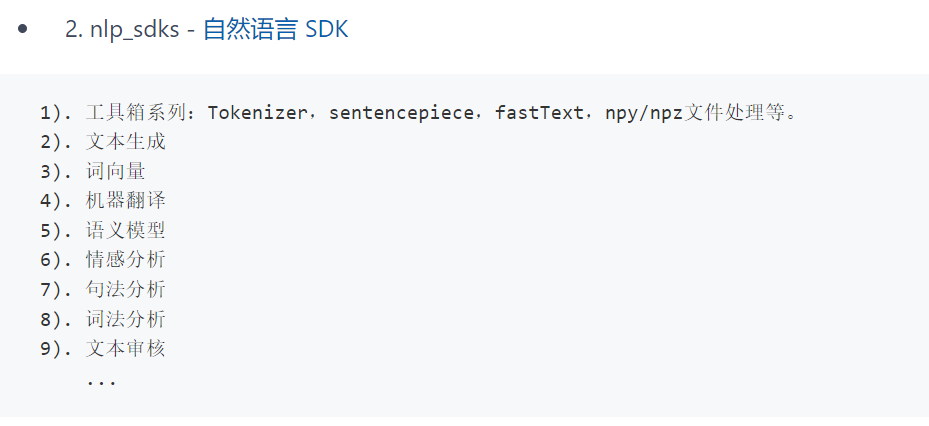 2. nlp_sdks - 自然语言 SDK
1). 工具箱系列：Tokenizer，sentencepiece，fastText，npy/npz文件处理等。
2). 文本生成
3). 词向量
4). 机器翻译
5). 语义模型
6). 情感分析
7). 句法分析
8). 词法分析
9). 文本审核
...